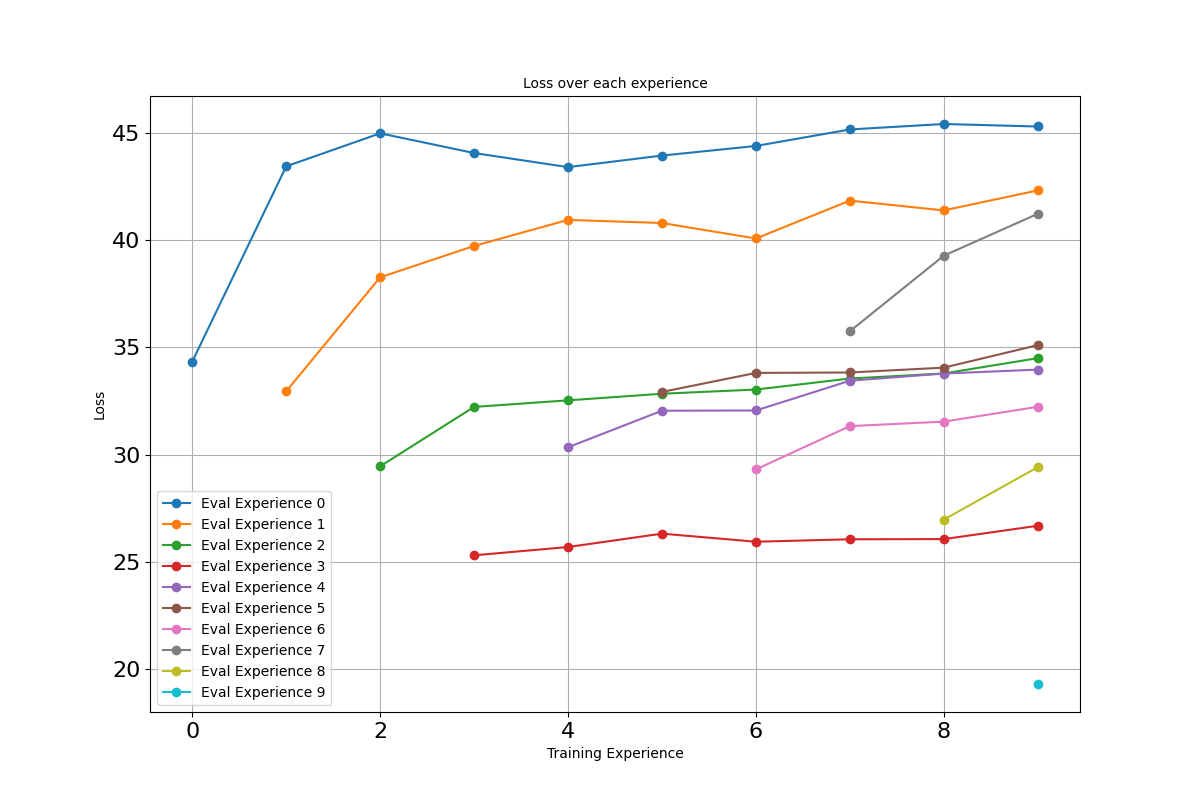 Loss over each experience
45
40
35
30
25
20
Loss
Eval Experience 0
Eval Experience 1
Eval Experience 2
Eval Experience 3
Eval Experience 4
Eval Experience 5
Eval Experience 6
Eval Experience 7
Eval Experience 8
Eval Experience 9
0 2 4 6 8
Training Experience